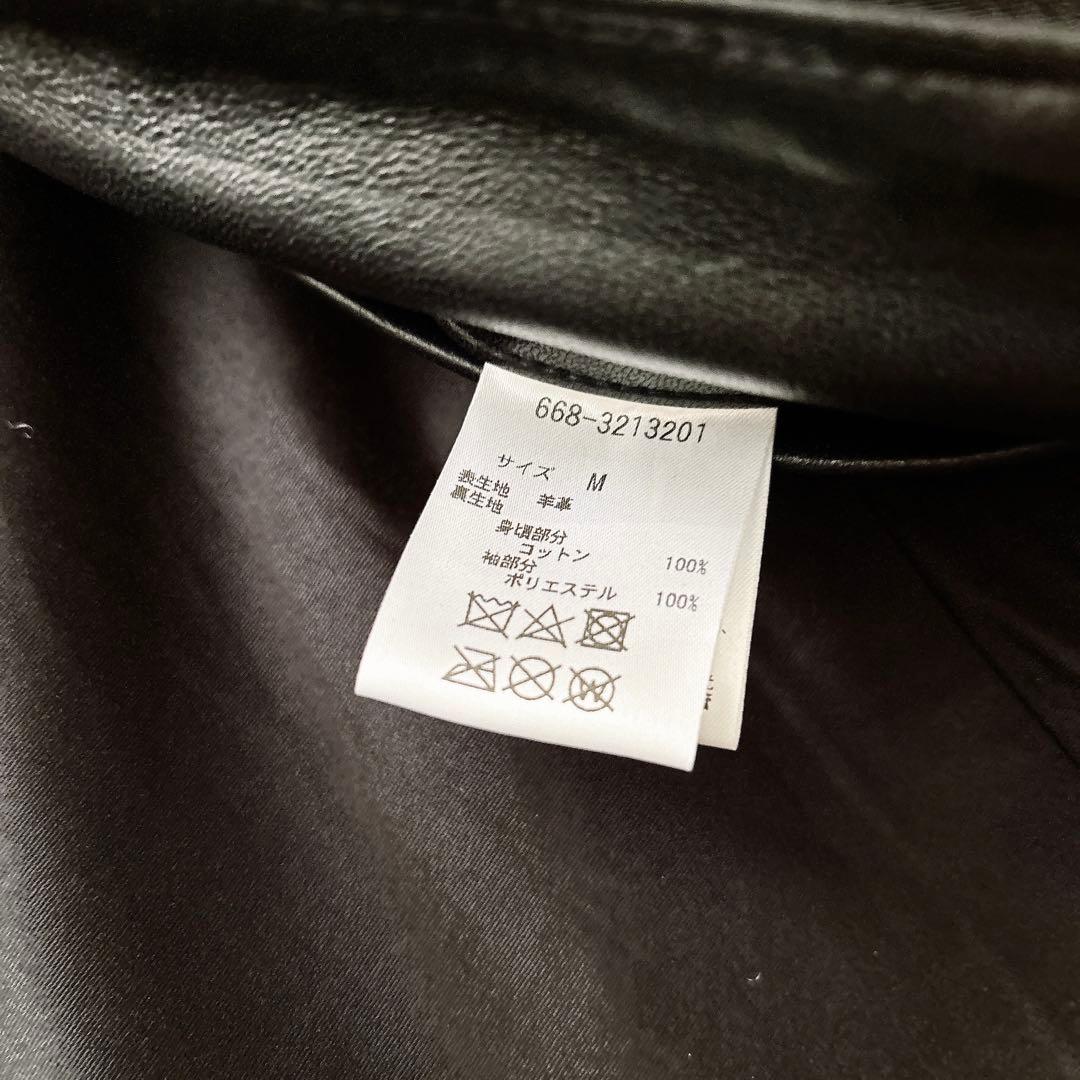 668-3213201
サイズ M
表生地 羊革
裏生地
身頃部分
コットン 100%
袖部分
ポリエステル 100%